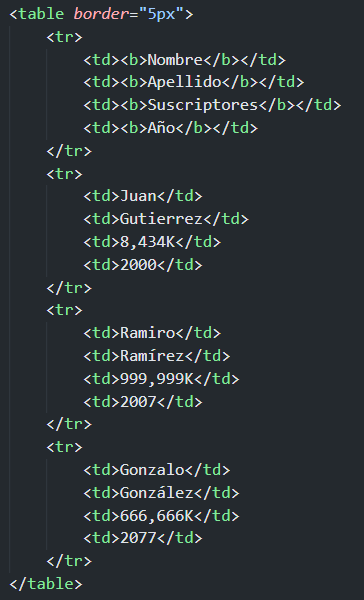 <table border="5px">
    <tr>
        <td><b>Nombre</b></td>
        <td><b>Apellido</b></td>
        <td><b>Suscriptores</b></td>
        <td><b>Año</b></td>
    </tr>
    <tr>
        <td>Juan</td>
        <td>Gutierrez</td>
        <td>8,434K</td>
        <td>2000</td>
    </tr>
    <tr>
        <td>Ramiro</td>
        <td>Ramírez</td>
        <td>999,999K</td>
        <td>2007</td>
    </tr>
    <tr>
        <td>Gonzalo</td>
        <td>González</td>
        <td>666,666K</td>
        <td>2077</td>
    </tr>
</table>